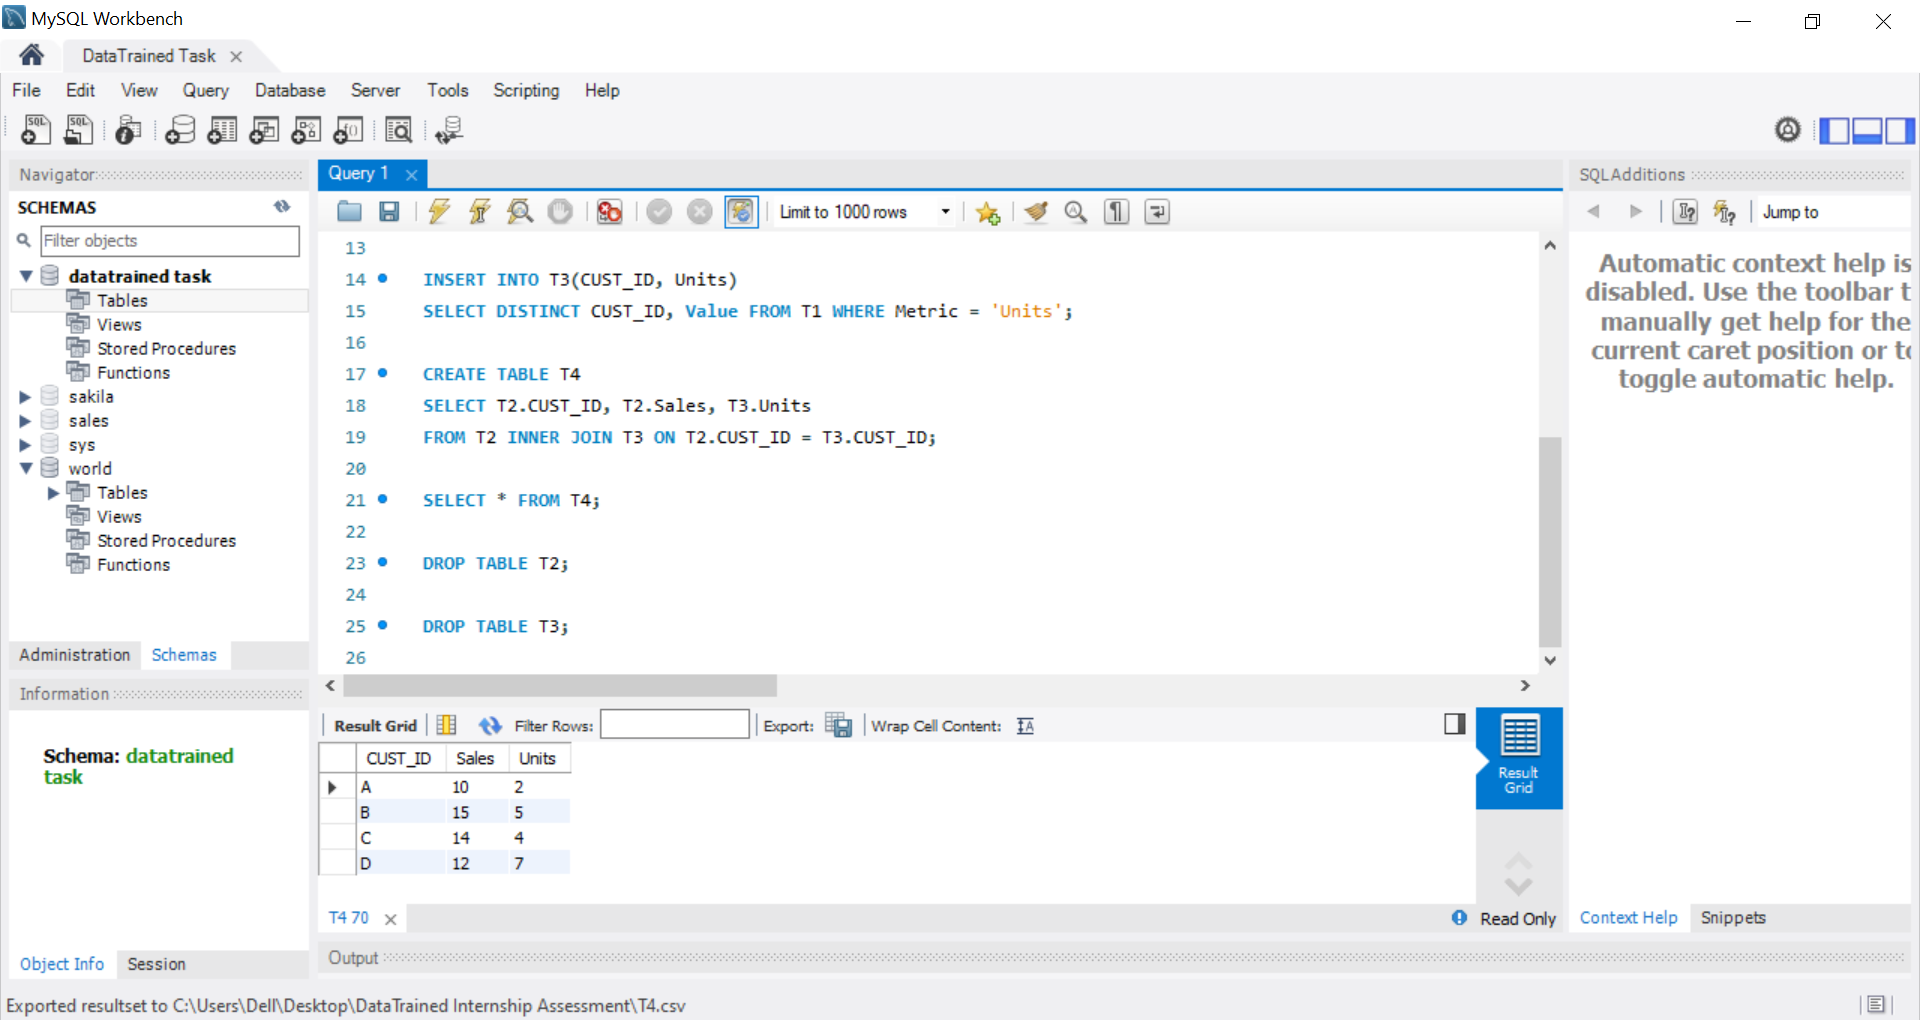 MySQL Workbench
DataTrained Task
File Edit View Query Database Server Tools Scripting Help
Navigator
SCHEMAS
Filter objects
datatrained task
Tables
Views
Stored Procedures
Functions
sakila
sales
sys
world
Tables
Views
Stored Procedures
Functions
Administration Schemas
Information
Schema: datatrained
task
Object Info Session
Query 1
Limit to 1000 rows
13
14 INSERT INTO T3(CUST_ID, Units)
15 SELECT DISTINCT CUST_ID, Value FROM T1 WHERE Metric = 'Units';
16
17 CREATE TABLE T4
18 SELECT T2.CUST_ID, T2.Sales, T3.Units
19 FROM T2 INNER JOIN T3 ON T2.CUST_ID = T3.CUST_ID;
20
21 SELECT * FROM T4;
22
23 DROP TABLE T2;
24
25 DROP TABLE T3;
26
Result Grid Filter Rows: Export: Wrap Cell Content:
CUST_ID Sales Units
A 10 2
B 15 5
C 14 4
D 12 7
Result
Grid
T4 70
Read Only
Output
SQLAdditions
Jump to
Automatic context help is
disabled. Use the toolbar t
manually get help for the
current caret position or to
toggle automatic help.
Context Help Snippets
Exported resultset to C:\Users\Dell\Desktop\DataTrained Internship Assessment\T4.csv